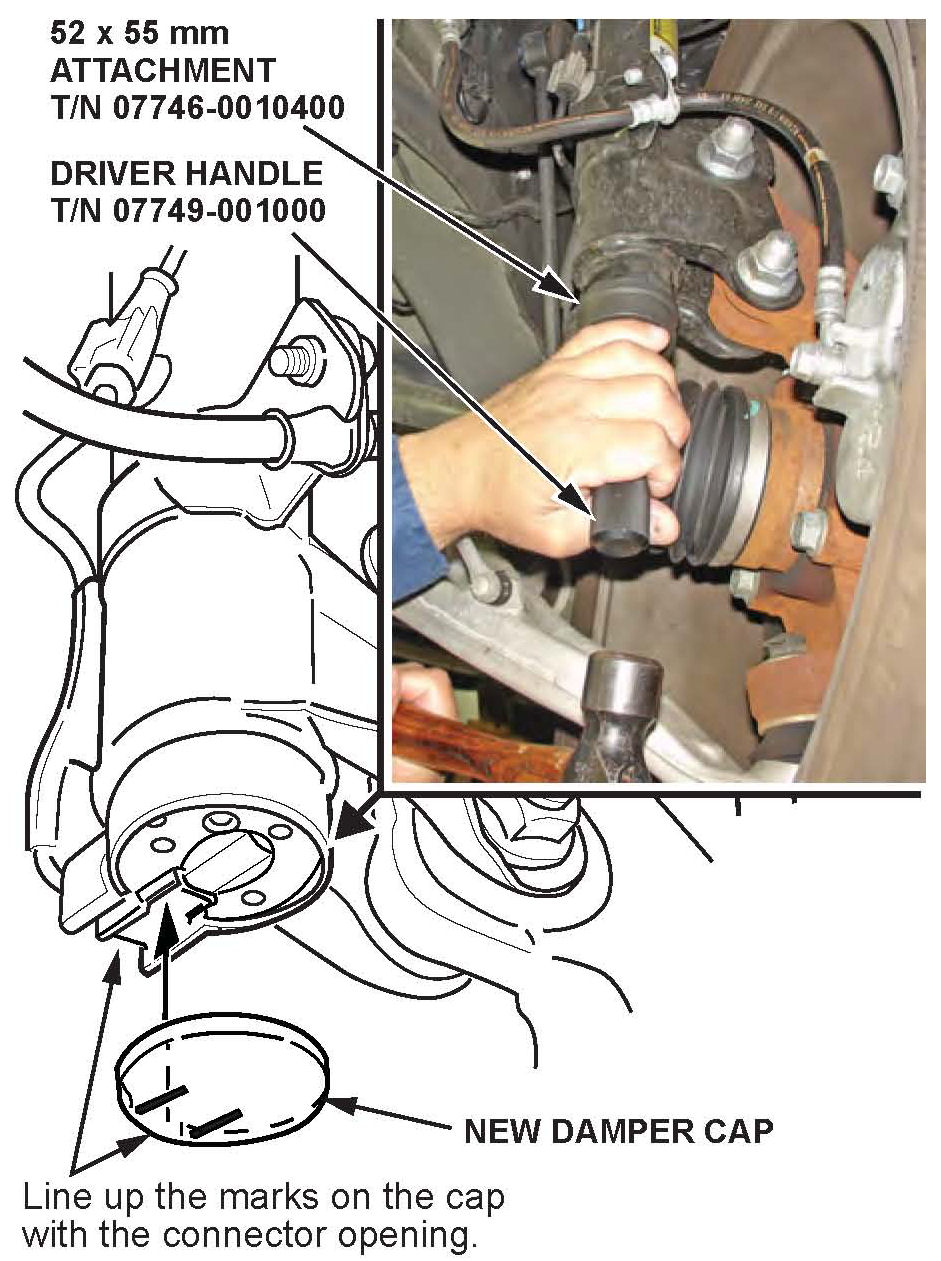 52 x 55 mm
ATTACHMENT
T/N 07746-0010400
DRIVER HANDLE
T/N 07749-001000
NEW DAMPER CAP
Line up the marks on the cap
with the connector opening.